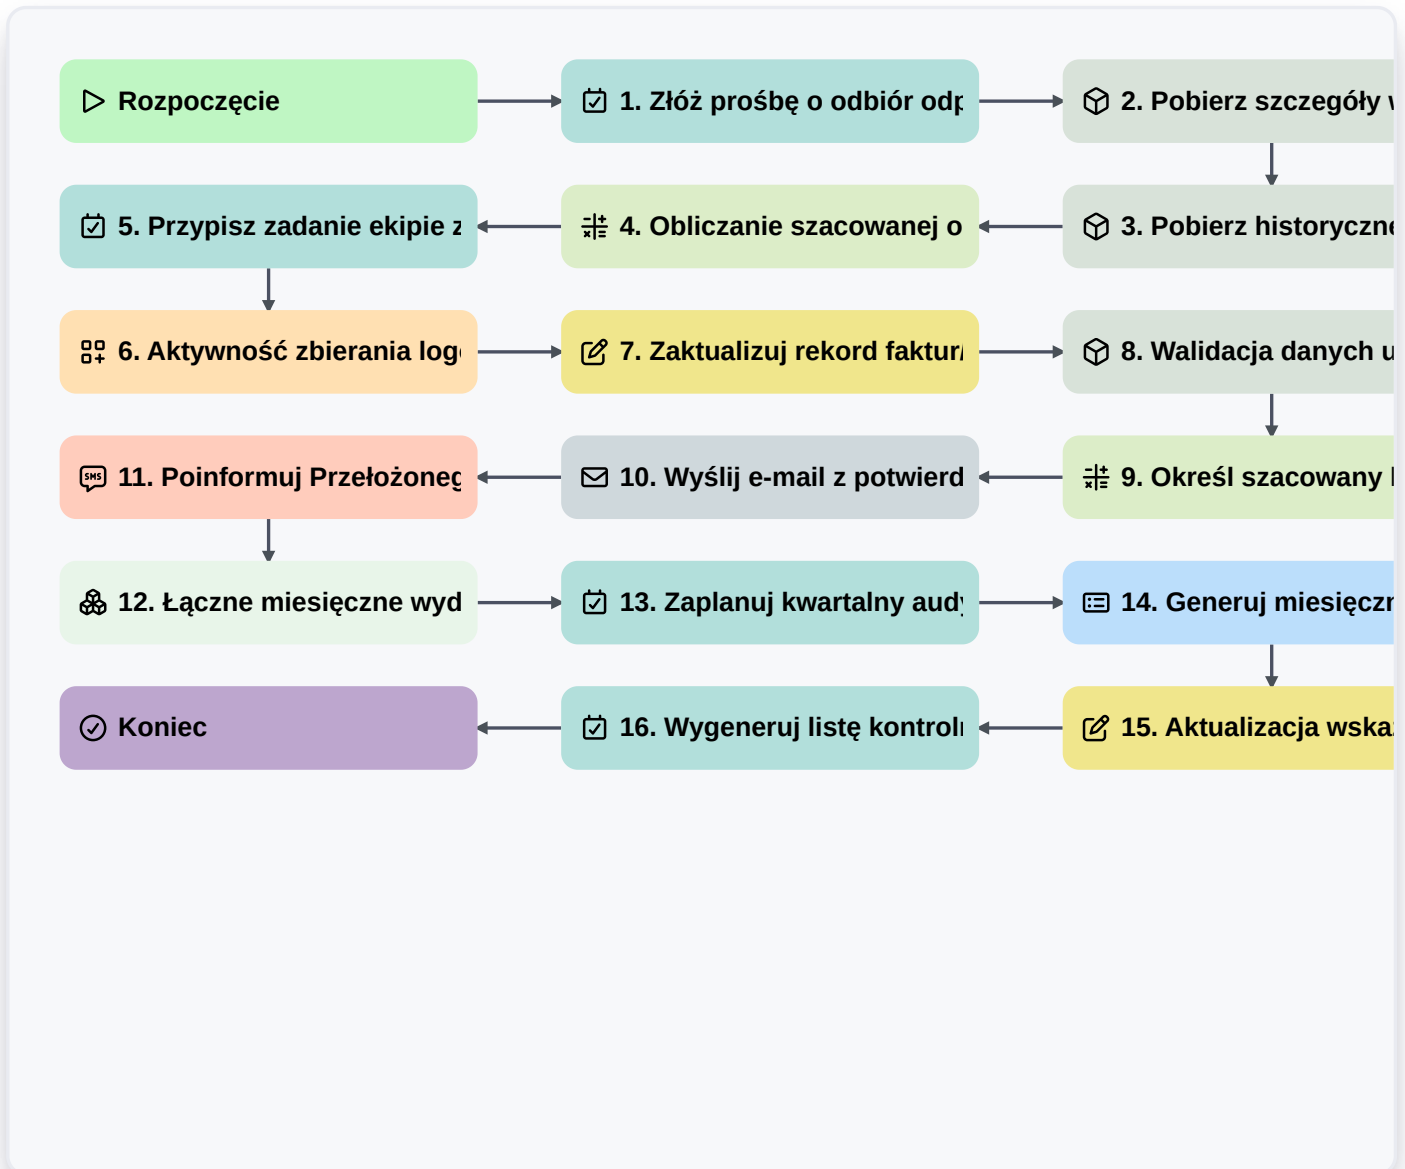 Rozpoczęcie
1. Złóż prośbę o odbiór odp
2. Pobierz szczegóły
3. Pobierz historyczne
4. Obliczanie szacowanej o
5. Przypisz zadanie ekipie z
6. Aktywność zbierania log
7. Zaktualizuj rekord faktur
8. Walidacja danych u
9. Określ szacowany
10. Wyślij e-mail z potwierd
11. Poinformuj Przełożoneg
12. Łączne miesięczne wyd
13. Zaplanuj kwartalny audy
14. Generuj miesięczn
15. Aktualizacja wska
16. Wygeneruj listę kontroln
Koniec